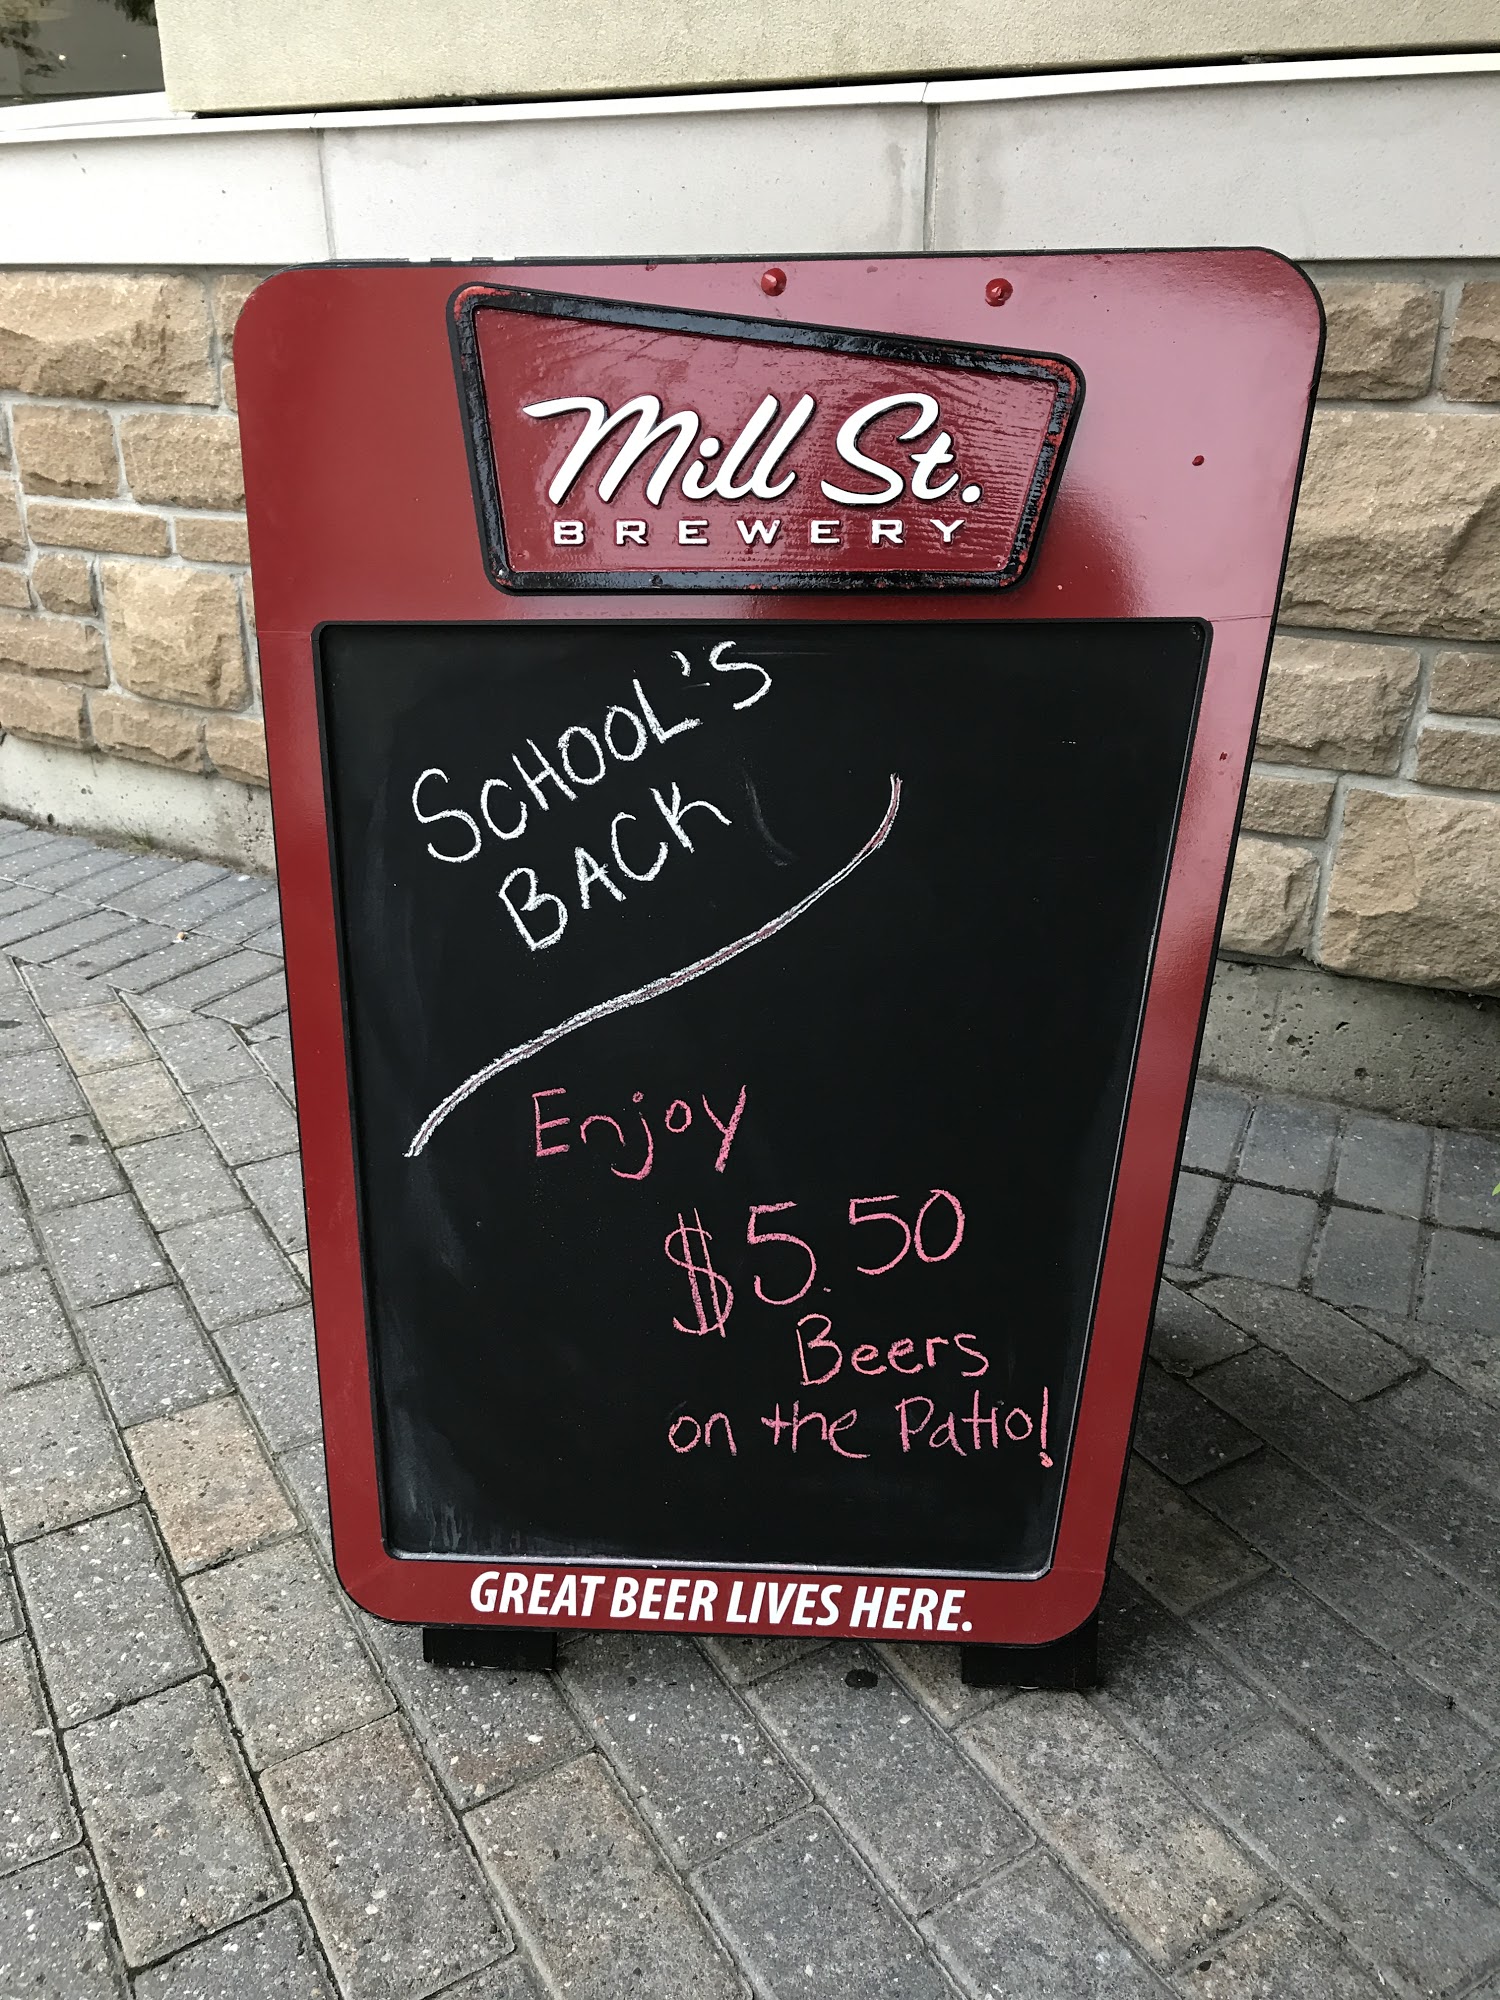 Mill St.
BREWERY
SCHOOL'S
BACK
Enjoy
$5.50
Beers
on the Patio!
GREAT BEER LIVES HERE.